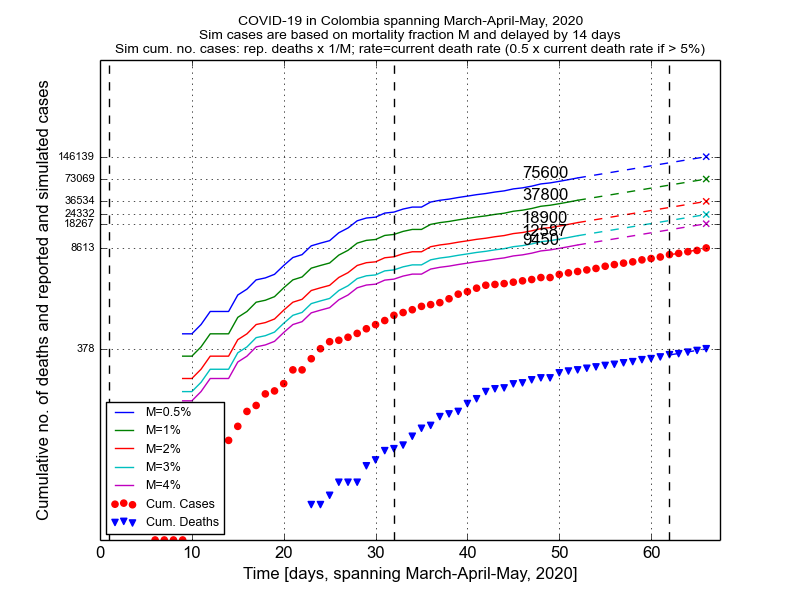 COVID-19 in Colombia spanning March-April-May, 2020
Sim cases are based on mortality fraction M and delayed by 14 days
Sim cum. no. cases: rep. deaths x 1/M; rate=current death rate (0.5 x current death rate if > 5%)
Cumulative no. of deaths and reported and simulated cases
146139
73069
36534
24332
18267
8613
378
75600
37800
18900
12587
9450
M=0.5%
M=1%
M=2%
M=3%
M=4%
Cum. Cases
Cum. Deaths
0 10 20 30 40 50 60
Time [days, spanning March-April-May, 2020]